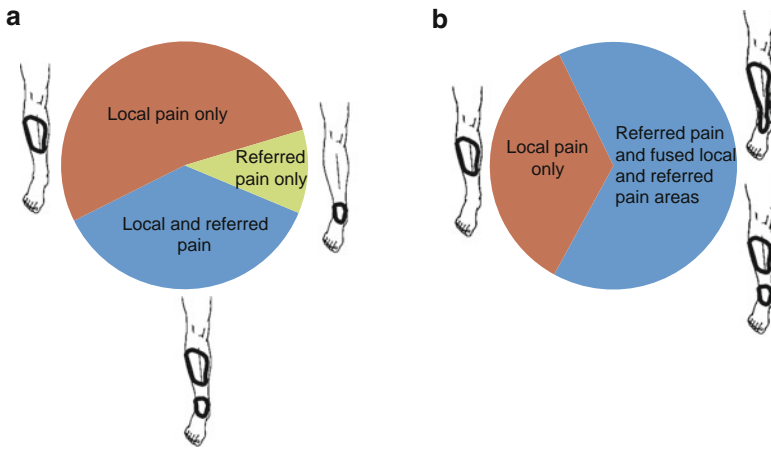 a
Local pain only
Referred
pain only
Local and referred
pain
b
Local pain
only
Referred pain
and fused local
and referred
pain areas